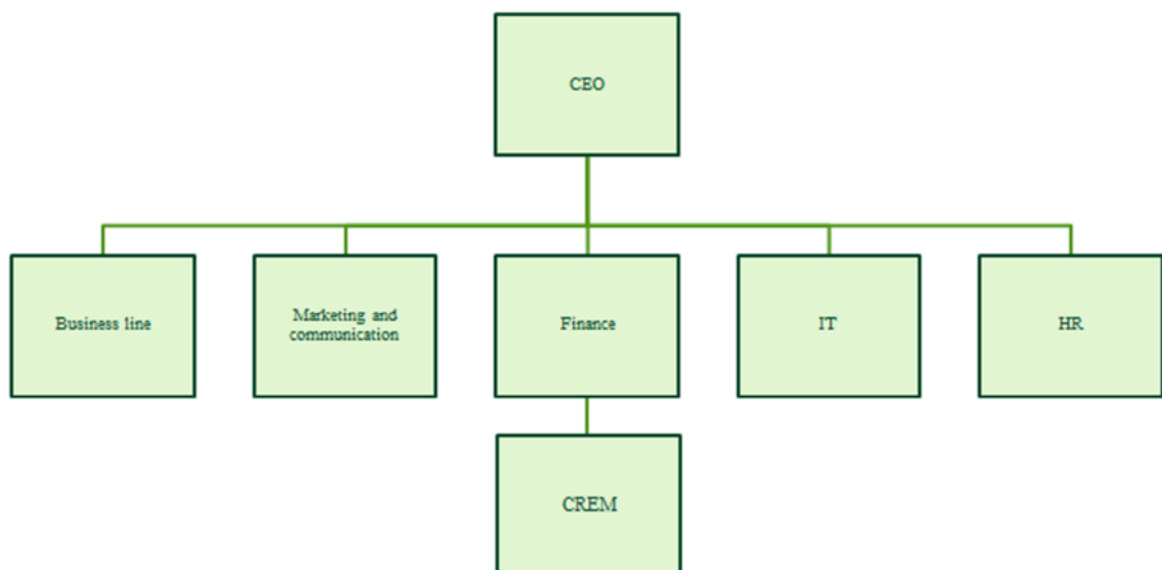 CEO
Business line
Marketing and
communication
Finance
IT
HR
CREM